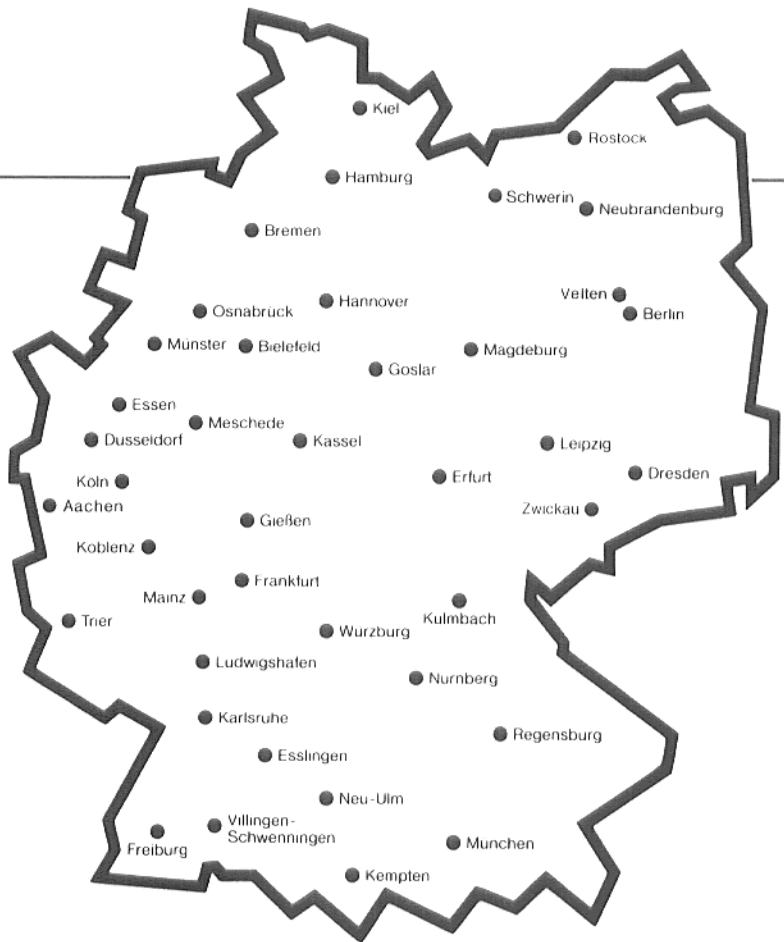 Kiel
Rostock
Hamburg
Schwerin
Neubrandenburg
Bremen
Velten
Hannover
Osnabrück
Berlin
Münster
Bielefeld
Magdeburg
Goslar
Essen
Meschede
Dusseldorf
Kassel
Leipzig
Köln
Erfurt
Dresden
Aachen
Zwickau
Gießen
Koblenz
Frankfurt
Mainz
Kulmbach
Trier
Wurzburg
Ludwigshafen
Nurnberg
Karlsruhe
Regensburg
Esslingen
Neu-Ulm
Villingen-
Schwenningen
Freiburg
Munchen
Kempten